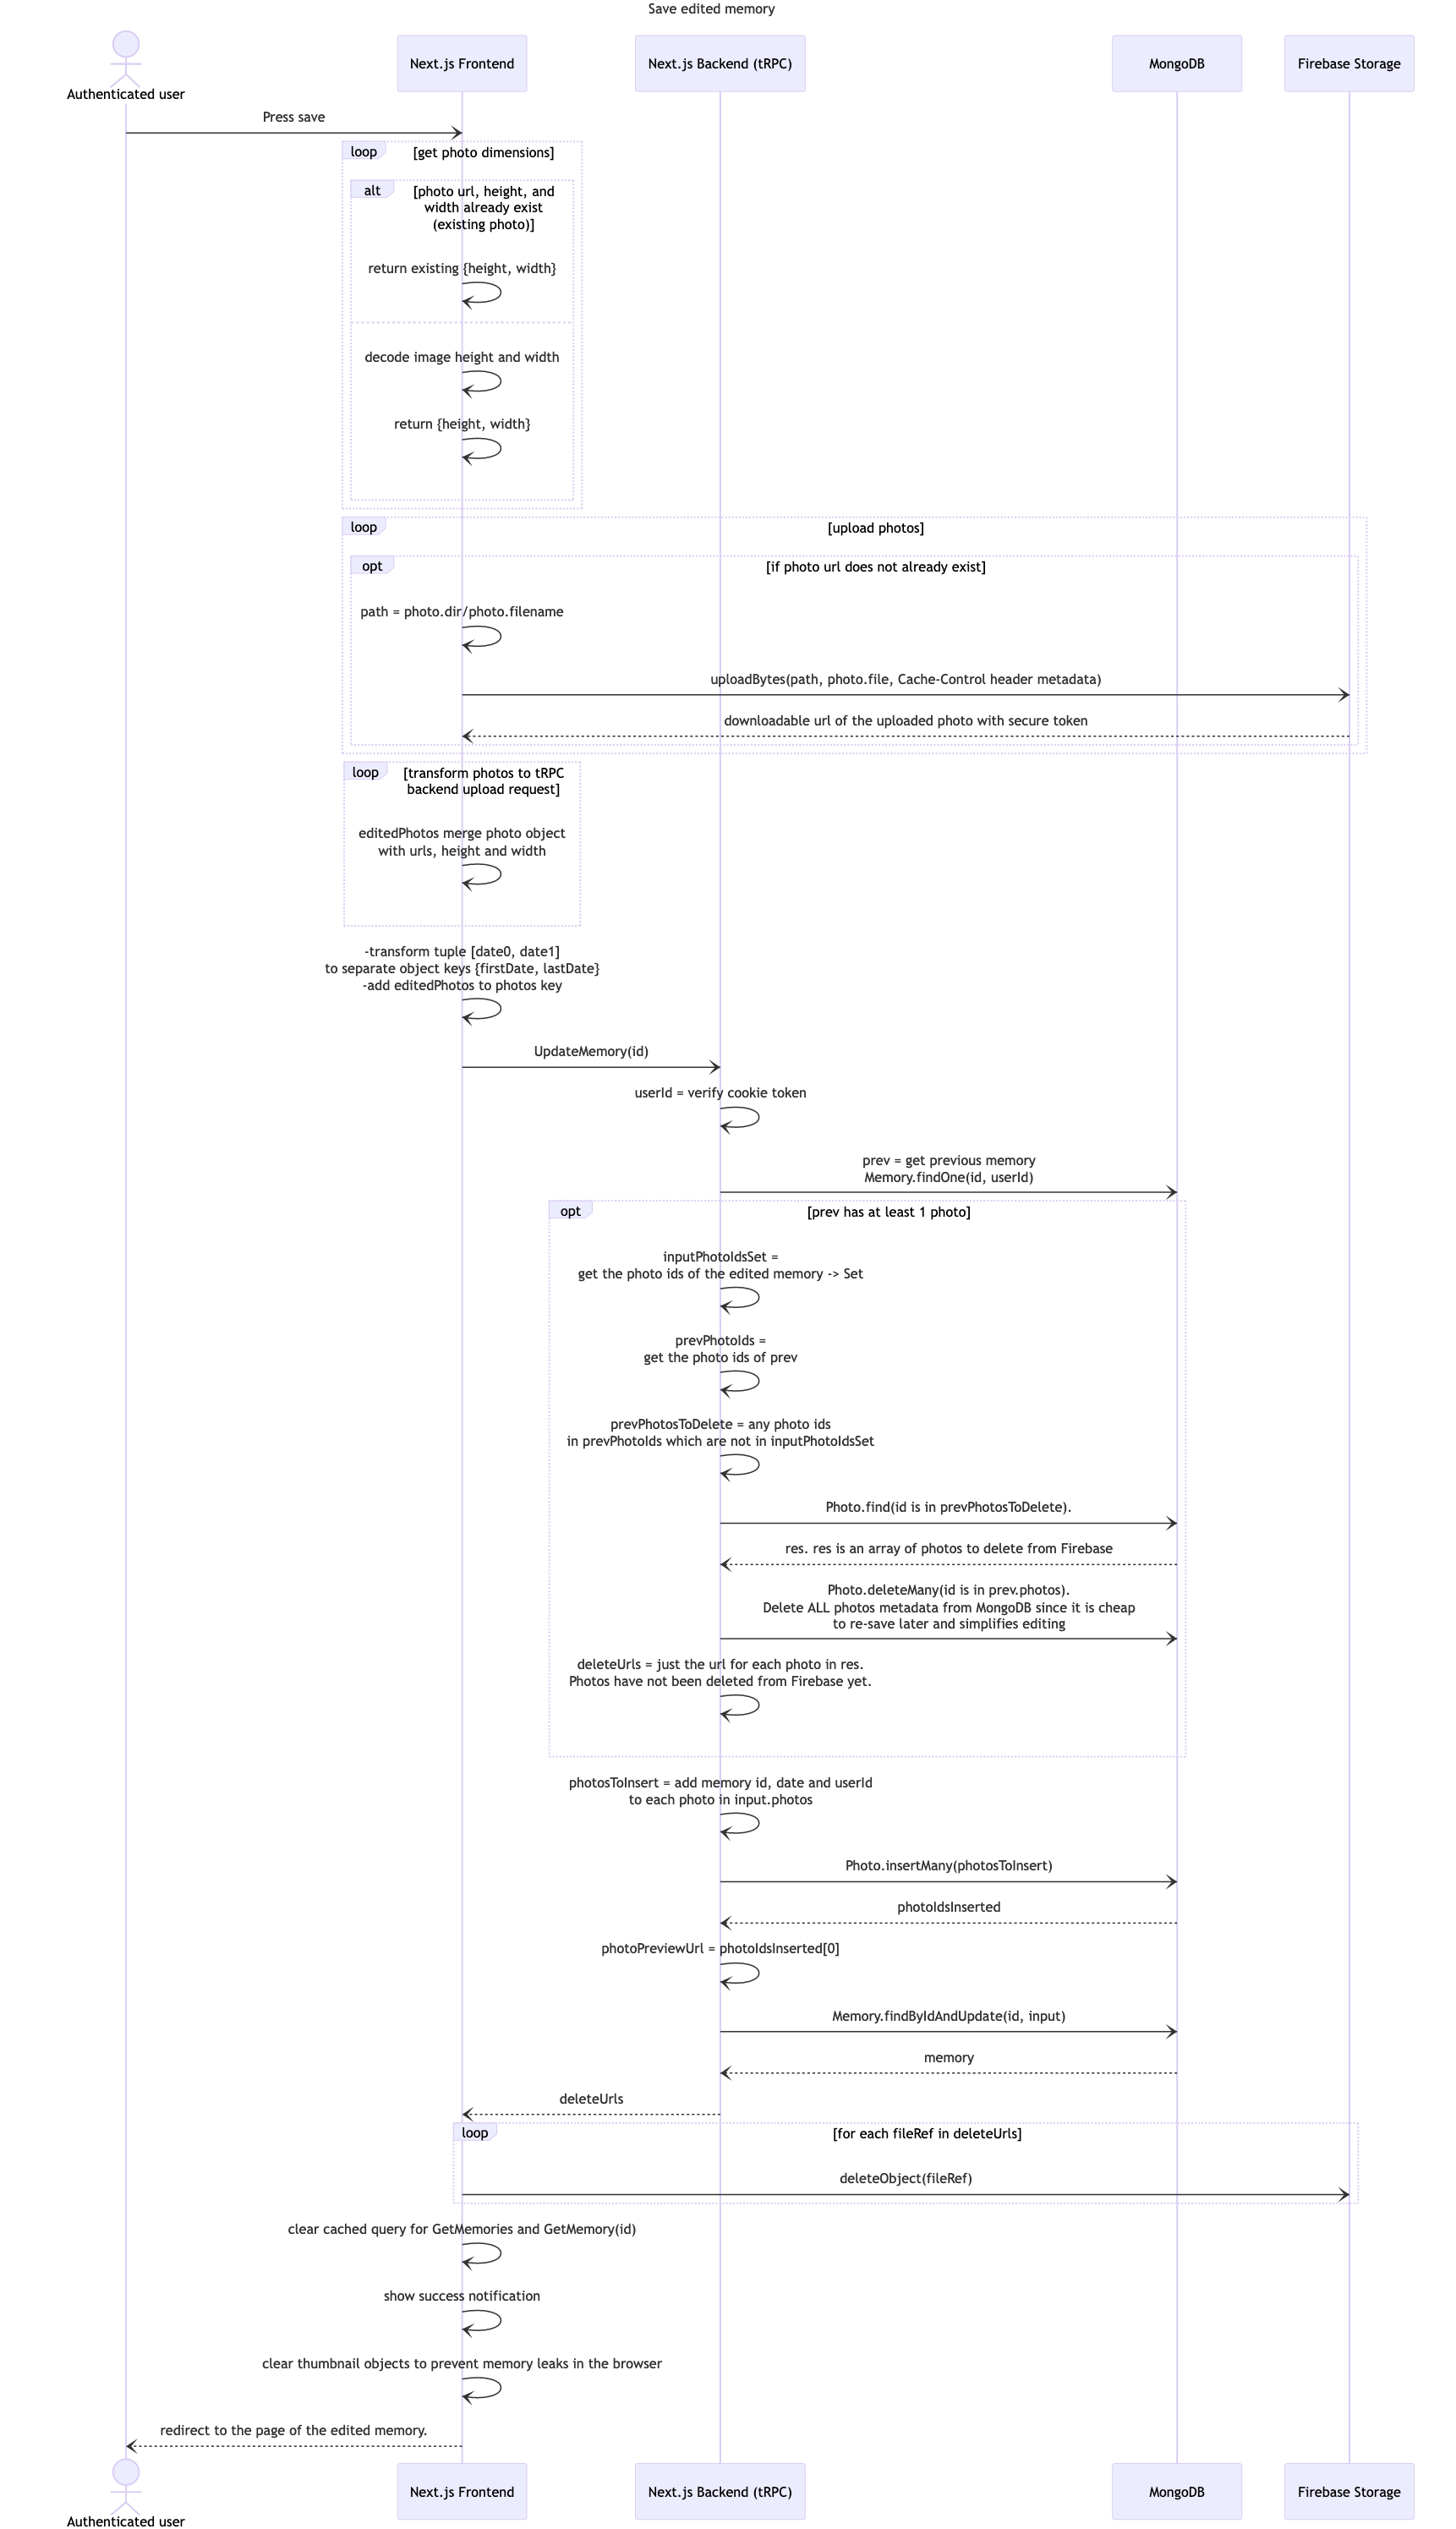 Save edited memory
Authenticated user
Next.js Frontend
Next.js Backend (tRPC)
MongoDB
Firebase Storage
Press save
loop
[get photo dimensions]
alt
[photo url, height, and
width already exist
(existing photo)]
return existing {height, width}
decode image height and width
return {height, width}
loop
[upload photos]
opt
[if photo url does not already exist]
path = photo.dir/photo.filename
uploadBytes(path, photo.file, Cache-Control header metadata)
downloadable url of the uploaded photo with secure token
loop
[transform photos to tRPC
backend upload request]
editedPhotos merge photo object
with urls, height and width
-transform tuple [date0, date1]
to separate object keys {firstDate, lastDate}
-add editedPhotos to photos key
UpdateMemory(id)
userId = verify cookie token
prev = get previous memory
Memory.findOne(id, userId)
opt
[prev has at least 1 photo]
inputPhotoIdsSet =
get the photo ids of the edited memory -> Set
prevPhotoIds =
get the photo ids of prev
prevPhotosToDelete = any photo ids
in prevPhotoIds which are not in inputPhotoIdsSet
Photo.find(id is in prevPhotosToDelete).
res. res is an array of photos to delete from Firebase
Photo.deleteMany(id is in prev.photos).
Delete ALL photos metadata from MongoDB since it is cheap
to re-save later and simplifies editing
deleteUrls = just the url for each photo in res.
Photos have not been deleted from Firebase yet.
photosToInsert = add memory id, date and userId
to each photo in input.photos
Photo.insertMany(photosToInsert)
photoIdsInserted
photoPreviewUrl = photoIdsInserted[0]
Memory.findByIdAndUpdate(id, input)
memory
deleteUrls
loop
[for each fileRef in deleteUrls]
deleteObject(fileRef)
clear cached query for GetMemories and GetMemory(id)
show success notification
clear thumbnail objects to prevent memory leaks in the browser
redirect to the page of the edited memory.
Authenticated user
Next.js Frontend
Next.js Backend (tRPC)
MongoDB
Firebase Storage